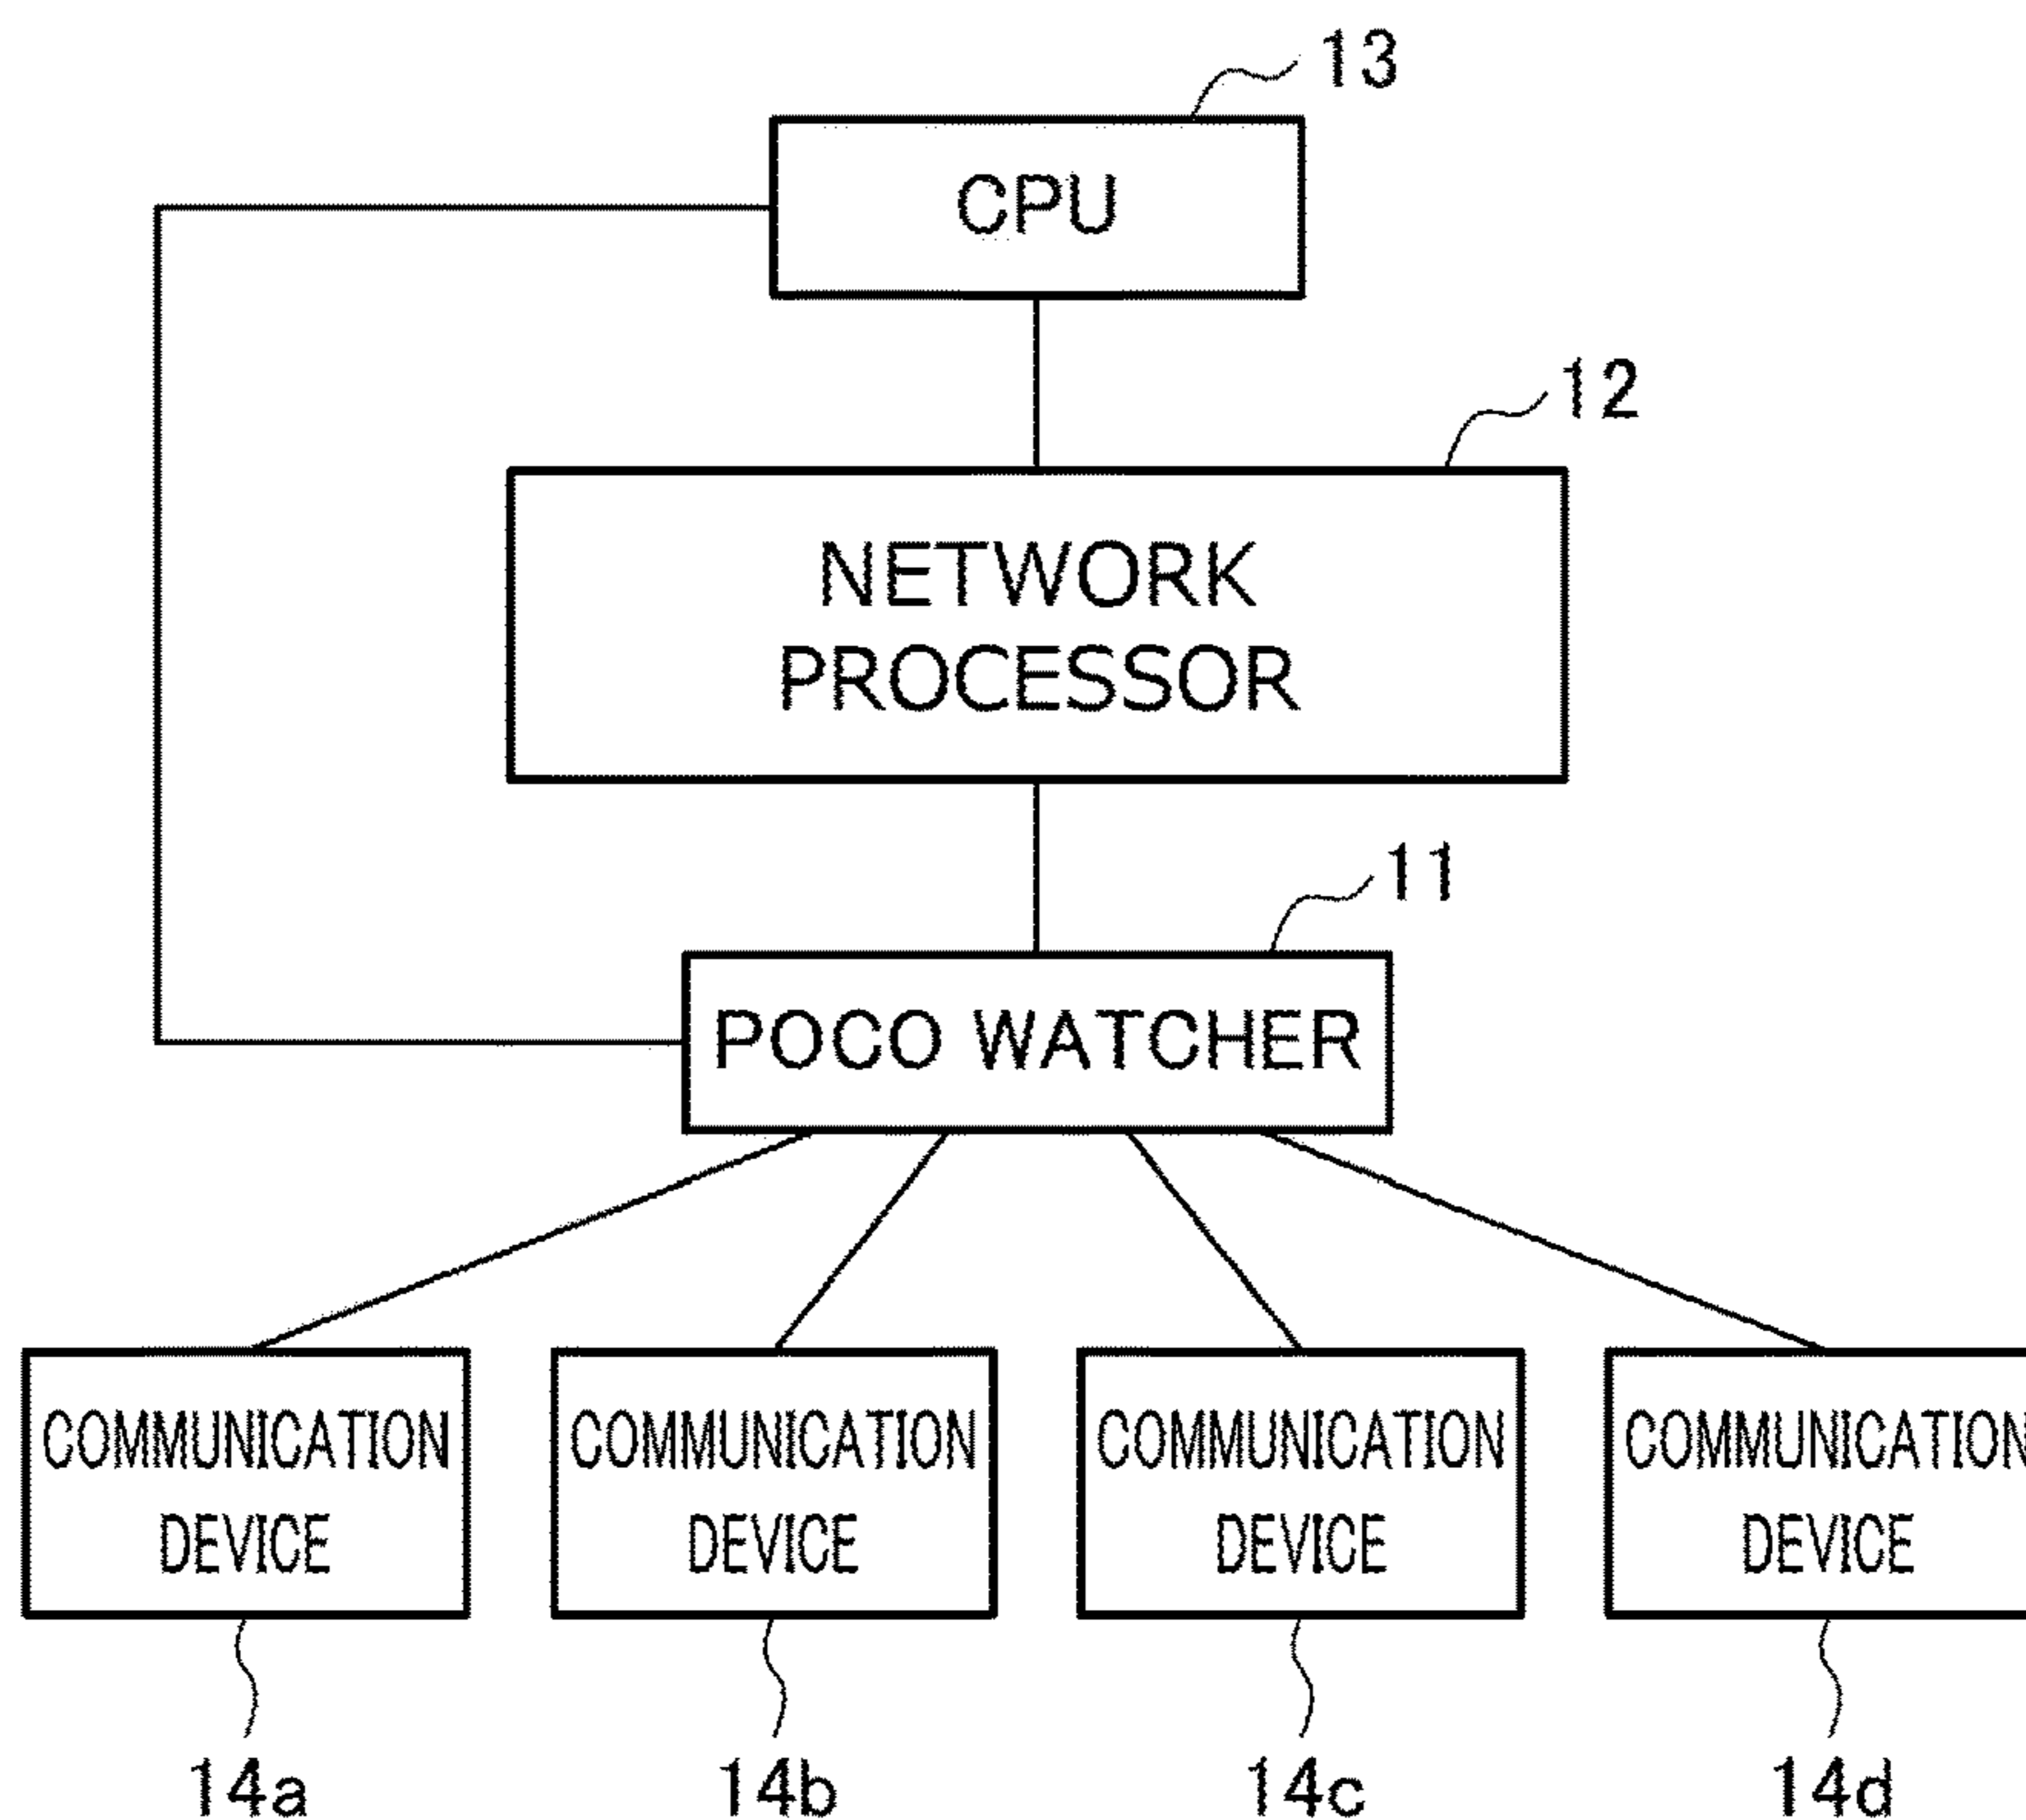 13
CPU
12
NETWORK
PROCESSOR
11
POCO WATCHER
COMMUNICATION
DEVICE
COMMUNICATION
DEVICE
COMMUNICATION
DEVICE
COMMUNICATION
DEVICE
14a
14b
14c
14d